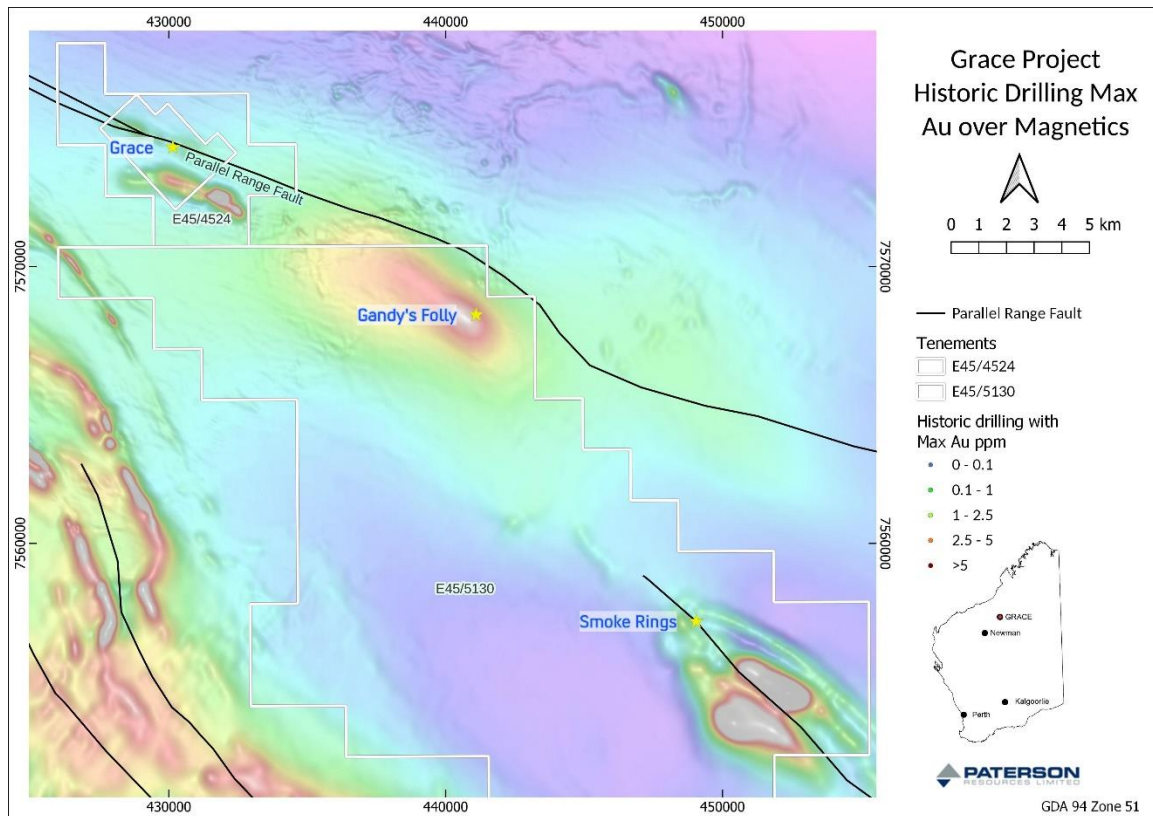 430000
440000
450000
Grace
Parallel Range Fault
E45/4524
7570000
7570000
Gandy's Folly
7560000
7560000
E45/5130
Smoke Rings
430000
440000
450000
Grace Project
Historic Drilling Max
Au over Magnetics
0 1 2 3 4 5 km
Parallel Range Fault
Tenements
E45/4524
E45/5130
Historic drilling with
Max Au ppm
0 - 0.1
0.1 - 1
1 - 2.5
2.5 - 5
>5
GRACE
Newman
Kalgoorlie
Perth
PATERSON
RESOURCES LIMITED
GDA 94 Zone 51